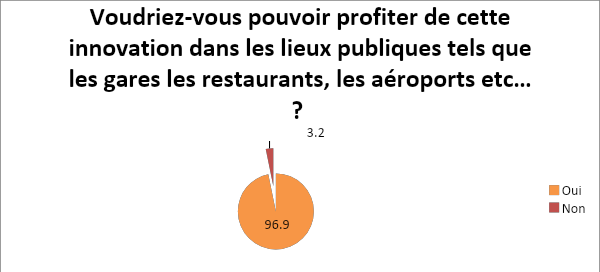 Voudriez-vous pouvoir profiter de cette
innovation dans les lieux publiques tels que
les gares les restaurants, les aéroports etc...
?
3.2
96.9
Oui
Non